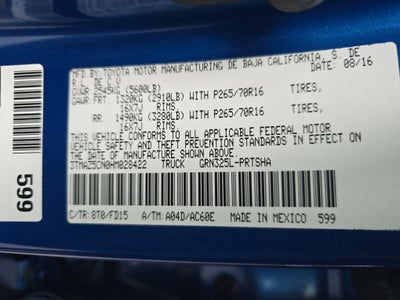 MFD. BY: TOYOTA MOTOR MANUFACTURING DE BAJA CALIFORNIA, S. DE
R.L. DE C.V. DATE: 08/16
GVWR: 2545KG (5600LB)
GAWR FRT. 1320KG (2910LB) WITH P265/70R16 TIRES,
16X7J RIMS.
RR. 1490KG (3280LB) WITH P265/70R16 TIRES,
16X7J RIMS.
THIS VEHICLE CONFORMS TO ALL APPLICABLE FEDERAL MOTOR
VEHICLE SAFETY AND THEFT PREVENTION STANDARDS IN EFFECT ON
THE DATE OF MANUFACTURE SHOWN ABOVE.
3TMAZ5CN0HM028422 TRUCK GRN325L-PRTSHA
C/TR: 8T0/FD15 A/TM: A04D/AC60E MADE IN MEXICO 599
599